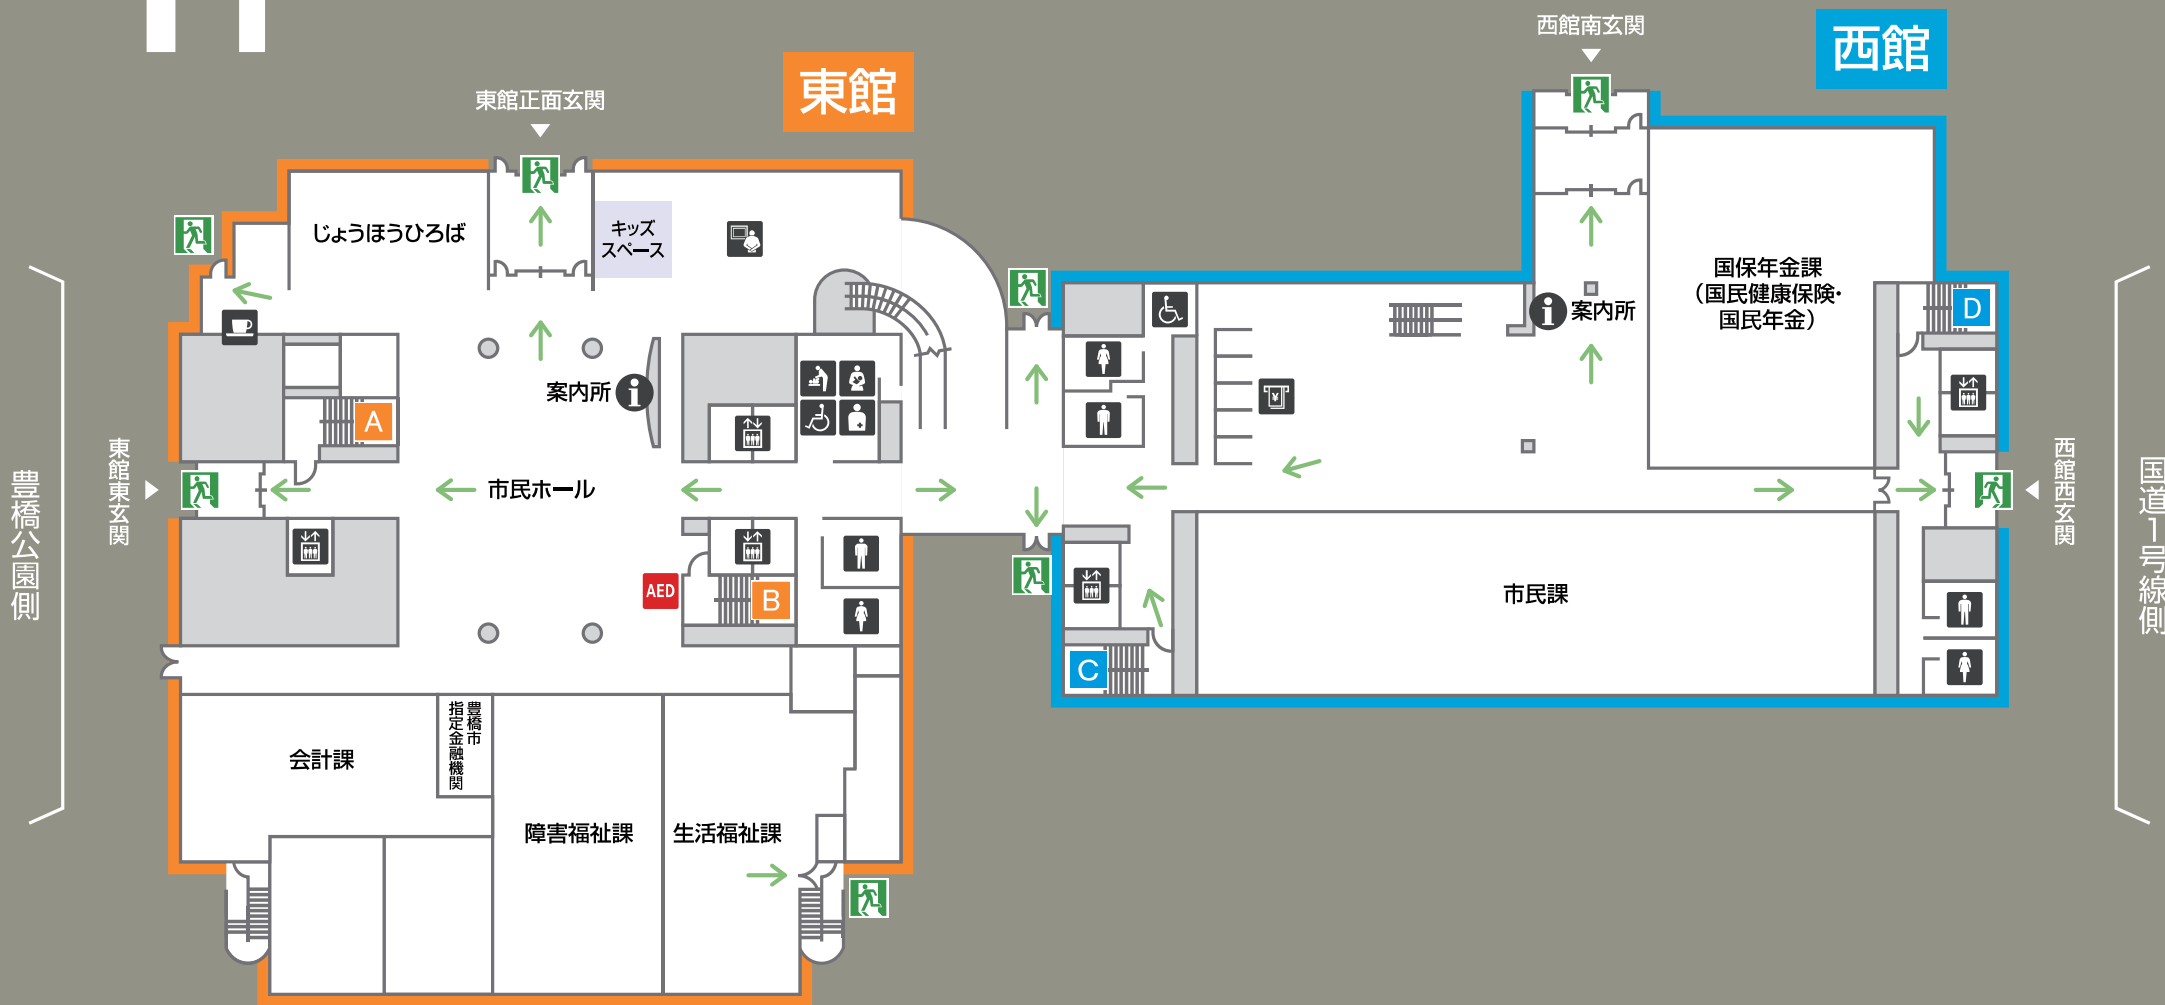 西館南玄関
西館
東館
東館正面玄関
じょうほうひろば
キッズ
スペース
国保年金課
(国民健康保険・
国民年金)
案内所
D
案内所
A
¥
市民ホール
東館東玄関
豊橋公園側
西館西玄関
国道1号線側
AED
B
市民課
C
豊橋市
指定金融機関
会計課
障害福祉課
生活福祉課